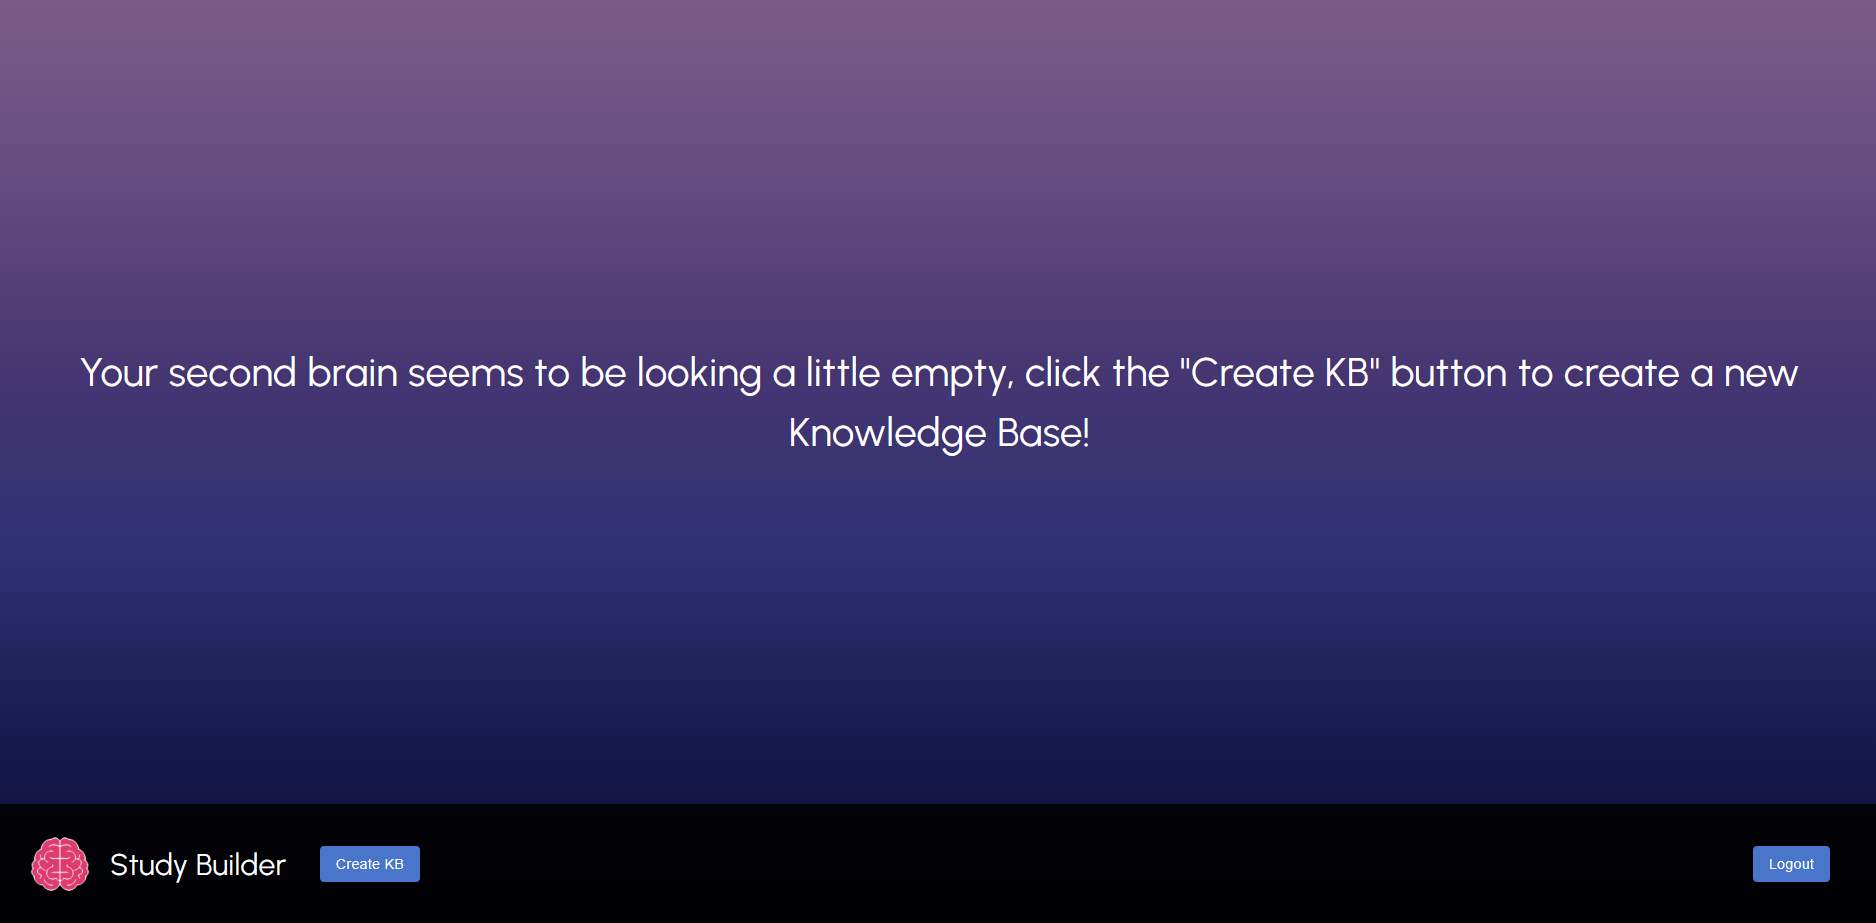 Your second brain seems to be looking a little empty, click the "Create KB" button to create a new
Knowledge Base!
Study Builder
Create KB
Logout